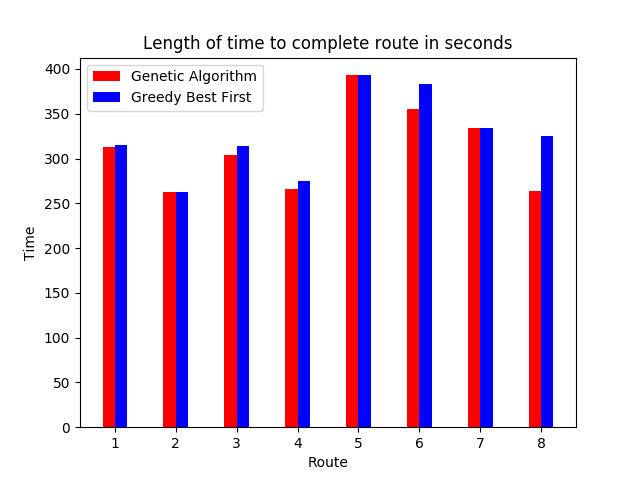 Length of time to complete route in seconds
Genetic Algorithm
Greedy Best First
400
350
300
250
200
150
100
50
0
Time
1 2 3 4 5 6 7 8
Route